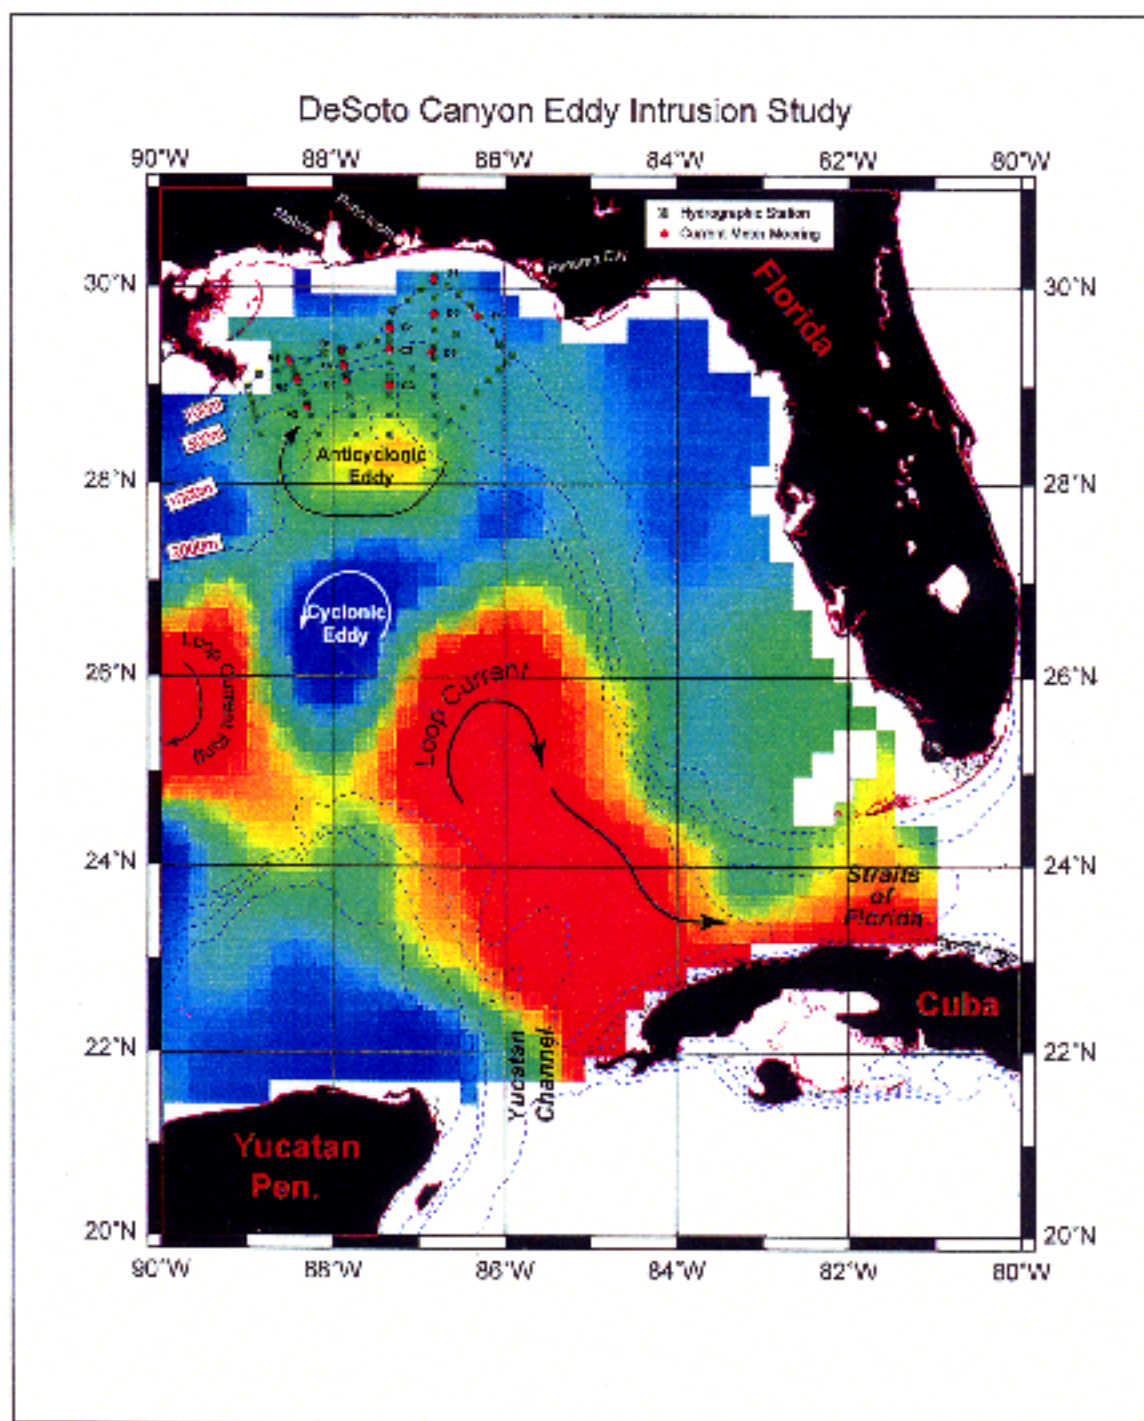 DeSoto Canyon Eddy Intrusion Study
90°W 88°W 86°W 84°W 82°W 80°W
Hydrographic Station
Current Meter Mooring
Mobile
Pensacola
Panama City
Florida
30°N 30°N
Anticyclonic
Eddy
28°N 28°N
1000m
2000m
Cyclonic
Eddy
26°N 26°N
Loop Current Ring
Loop Current
24°N 24°N
Straits
of
Florida
Cuba
22°N 22°N
Yucatan
Channel
Yucatan
Pen.
20°N 20°N
90°W 88°W 86°W 84°W 82°W 80°W